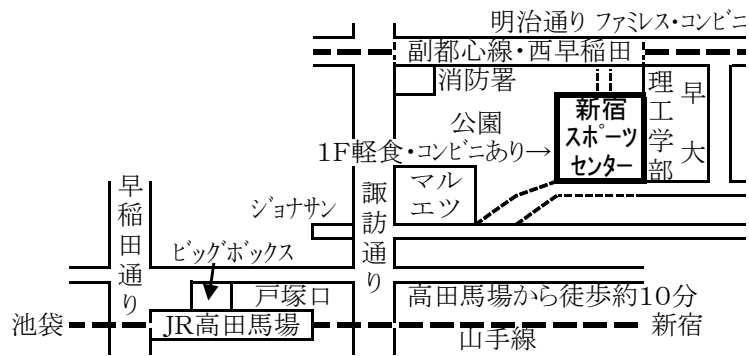 明治通り ファミレス・コンビニ
副都心線・西早稲田
消防署
公園
1F軽食・コンビニあり→
新宿
スポーツ
センター
理工学部
早大
マル
エツ
早稲田通り
ジョナサン
諏訪通り
ビッグボックス
戸塚口
高田馬場から徒歩約10分
池袋
JR高田馬場
山手線
新宿